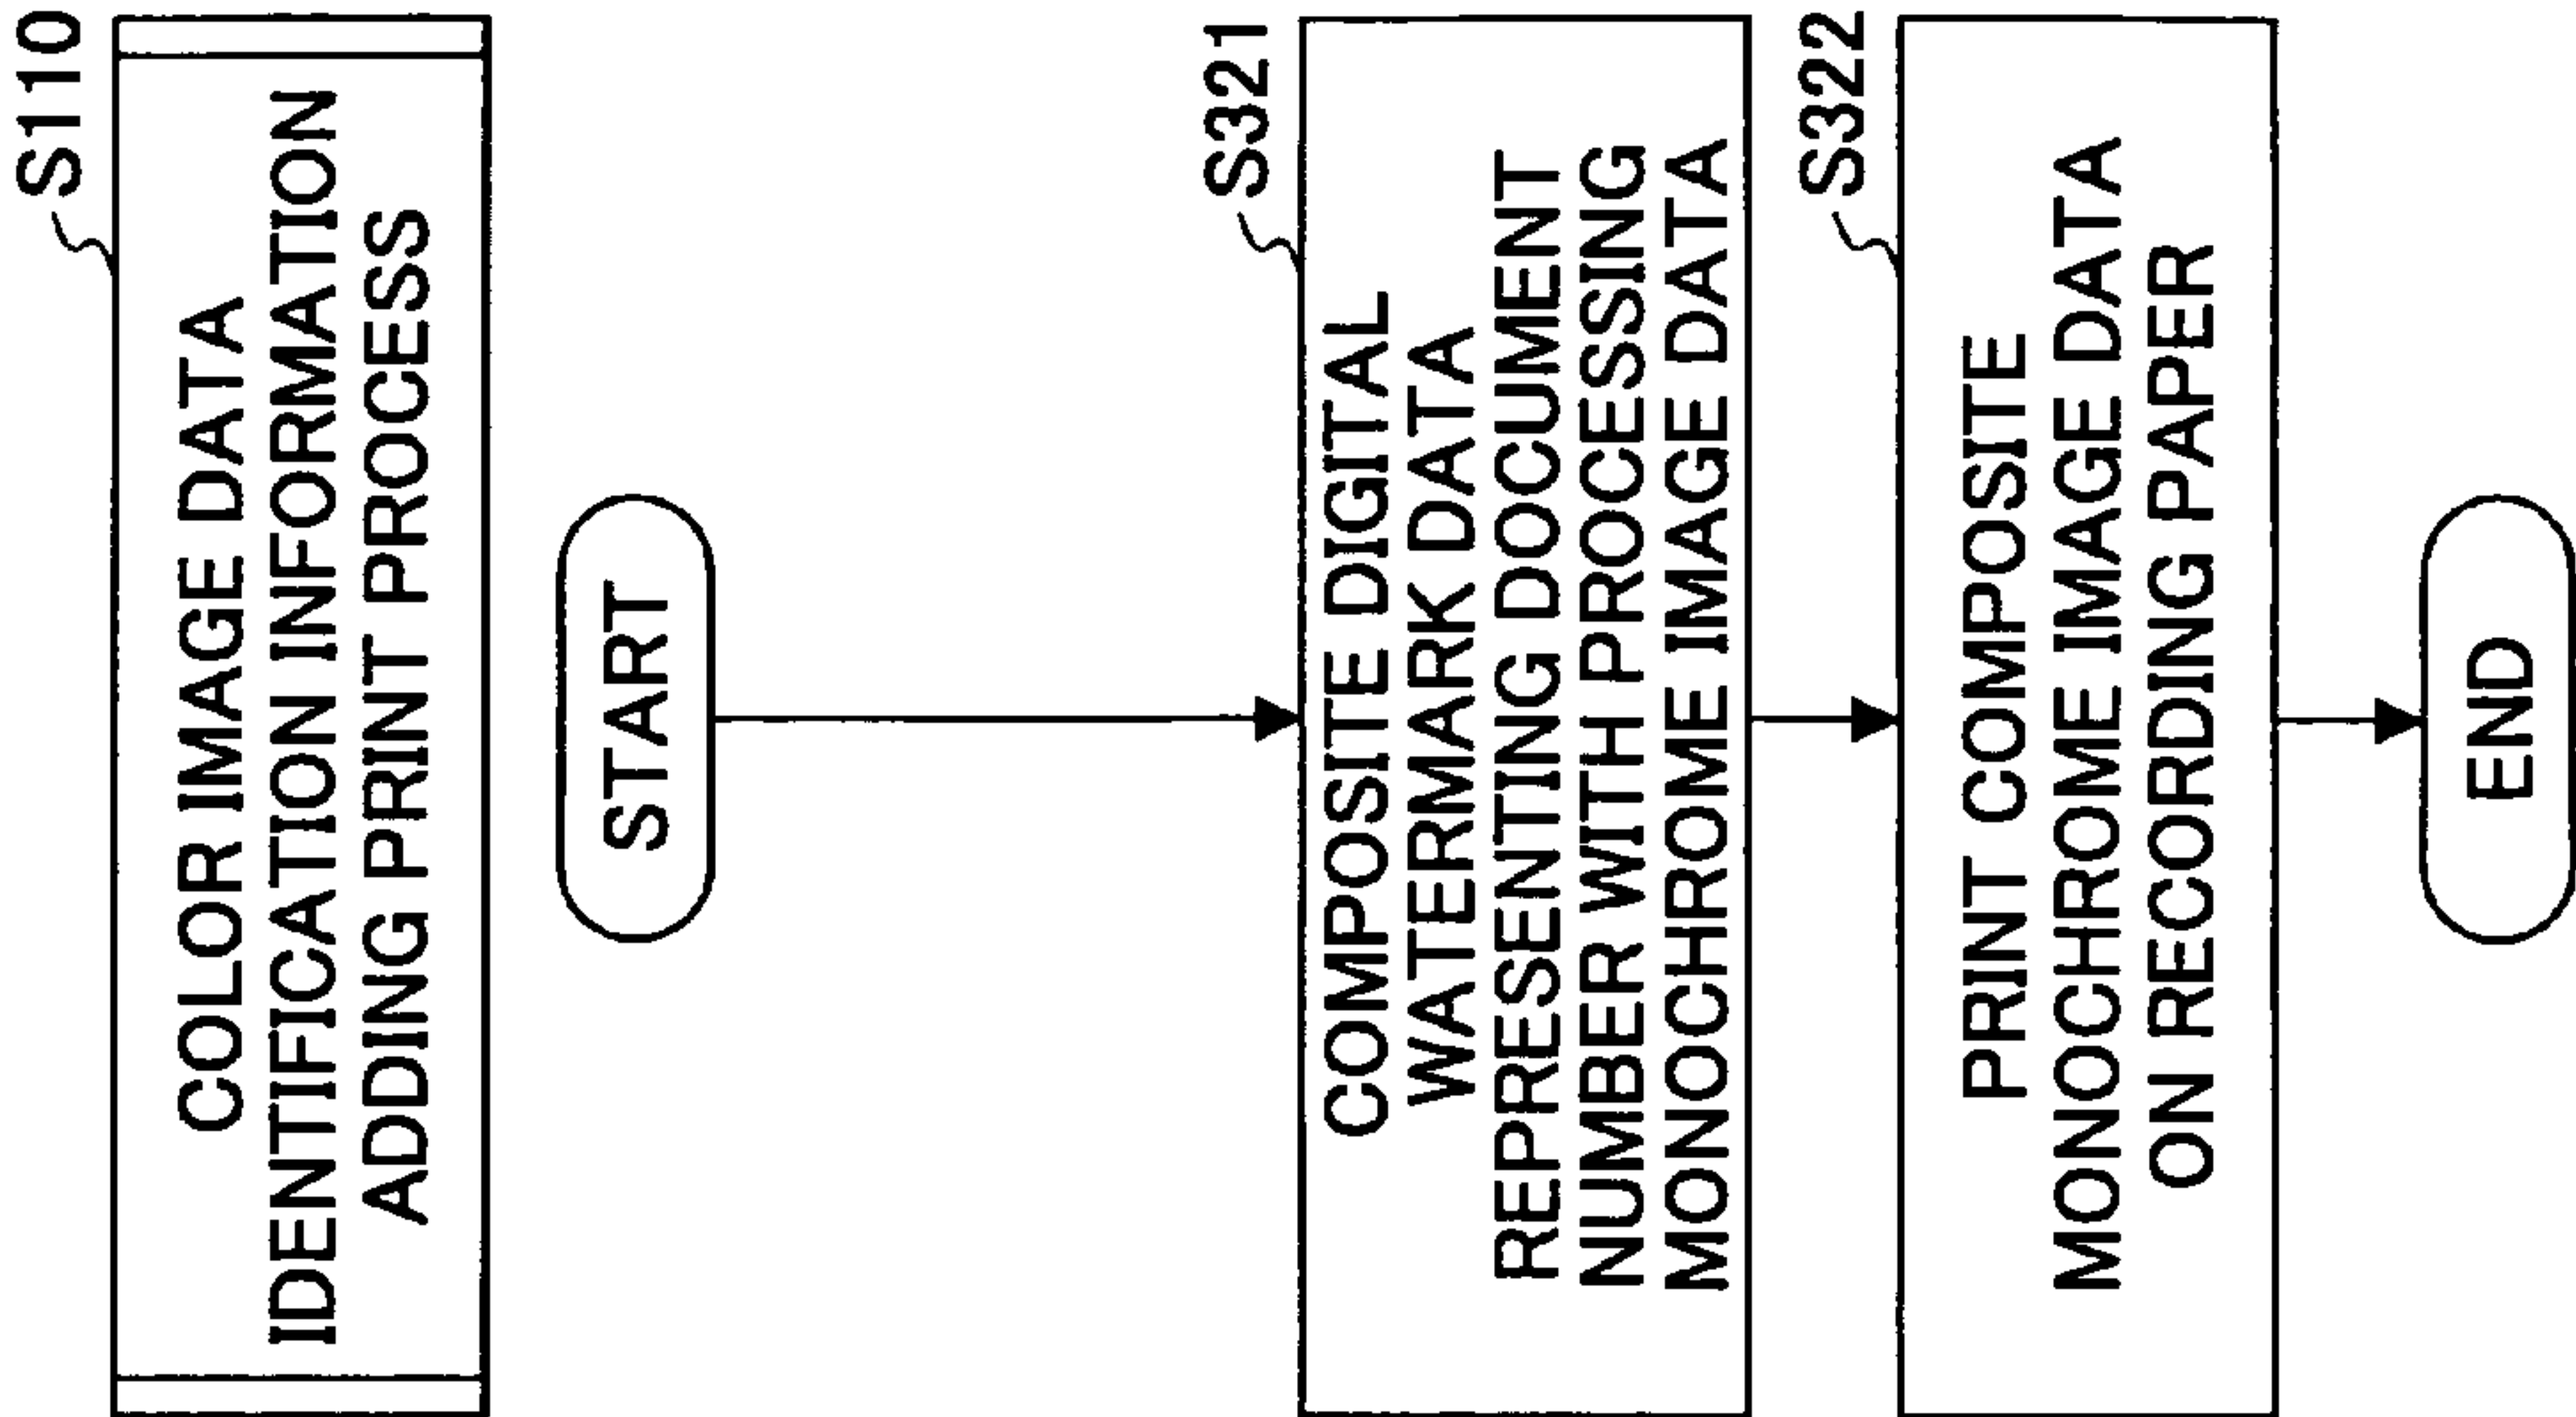 S110
COLOR IMAGE DATA
IDENTIFICATION INFORMATION
ADDING PRINT PROCESS
START
S321
COMPOSITE DIGITAL
WATERMARK DATA
REPRESENTING DOCUMENT
NUMBER WITH PROCESSING
MONOCHROME IMAGE DATA
S322
PRINT COMPOSITE
MONOCHROME IMAGE DATA
ON RECORDING PAPER
END